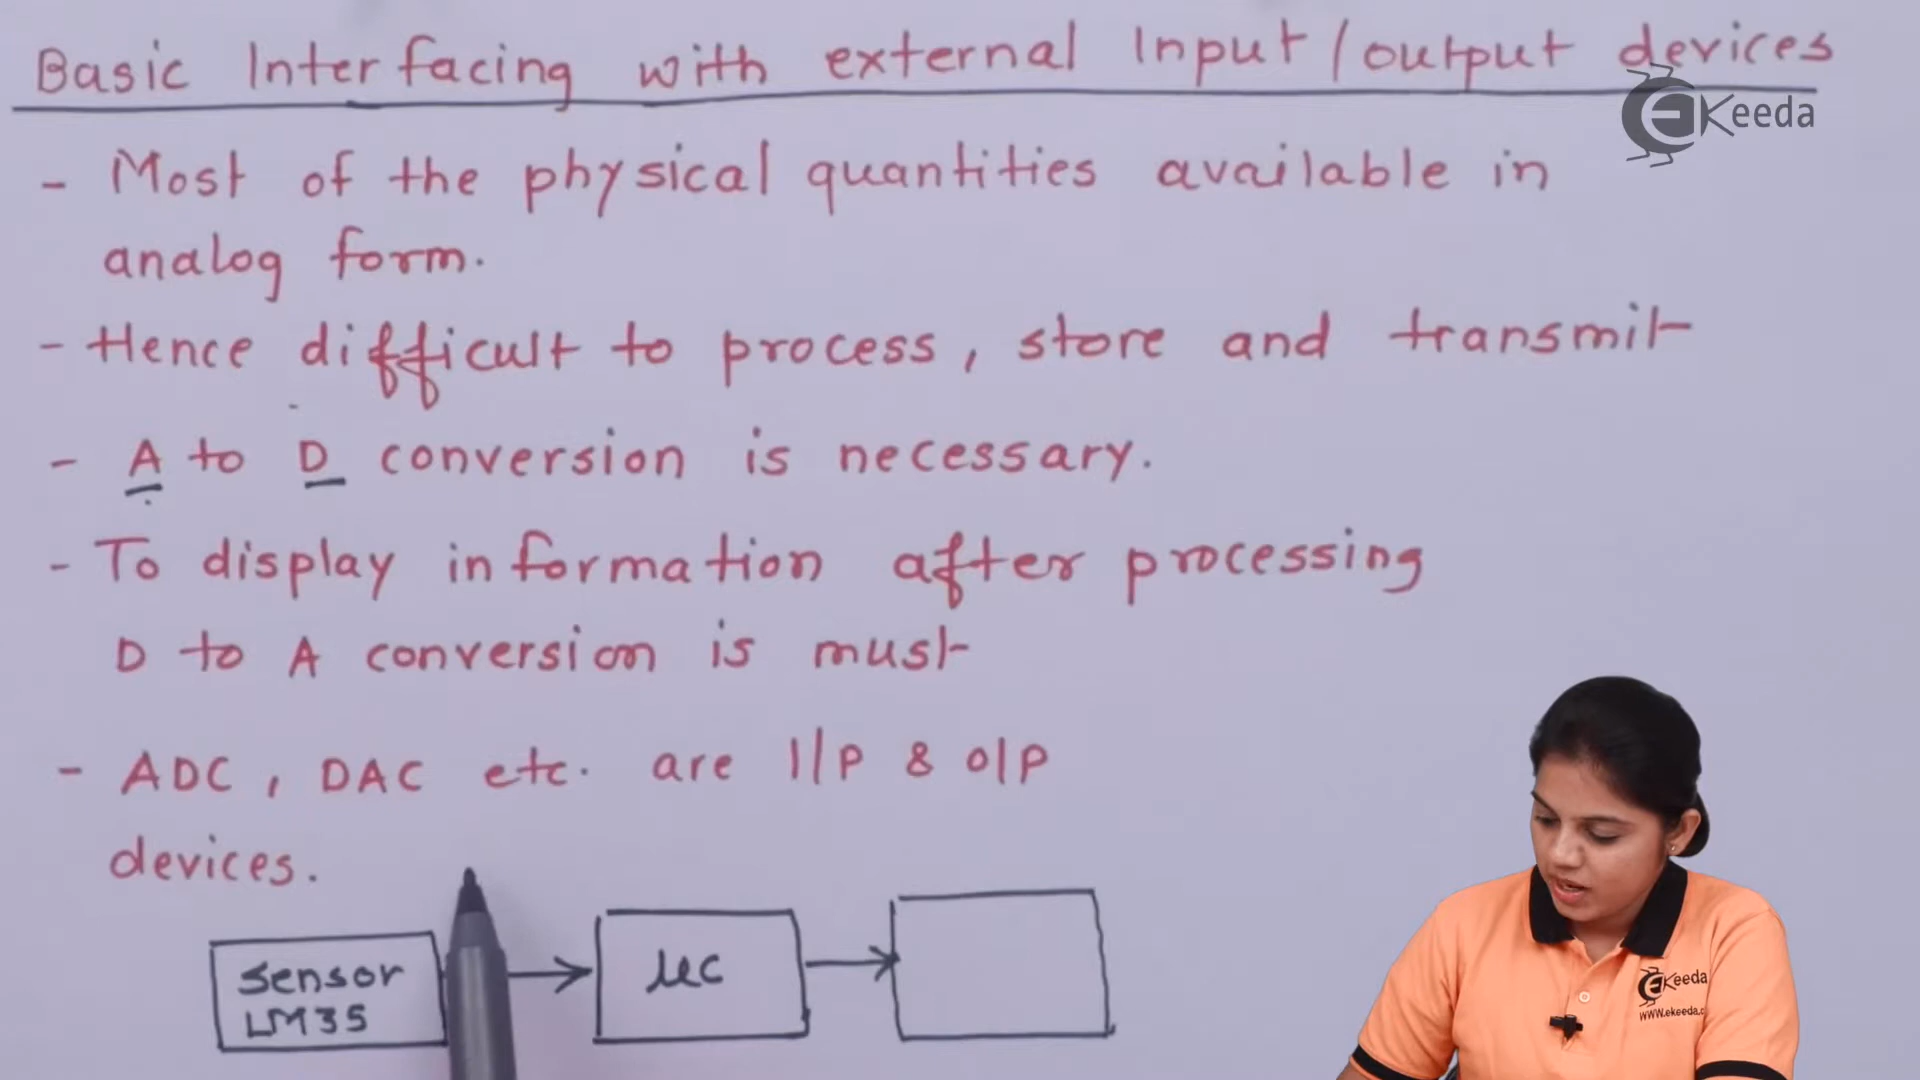 Basic Interfacing with external Input/output devices
EKeeda
- Most of the physical quantities available in
analog form.
- Hence difficult to process, store and transmit
- A to D conversion is necessary.
- To display information after processing
D to A conversion is must
- ADC, DAC etc. are I/P & O/P
devices.
Sensor
LM35
μC
EKeeda
www.ekeeda.c